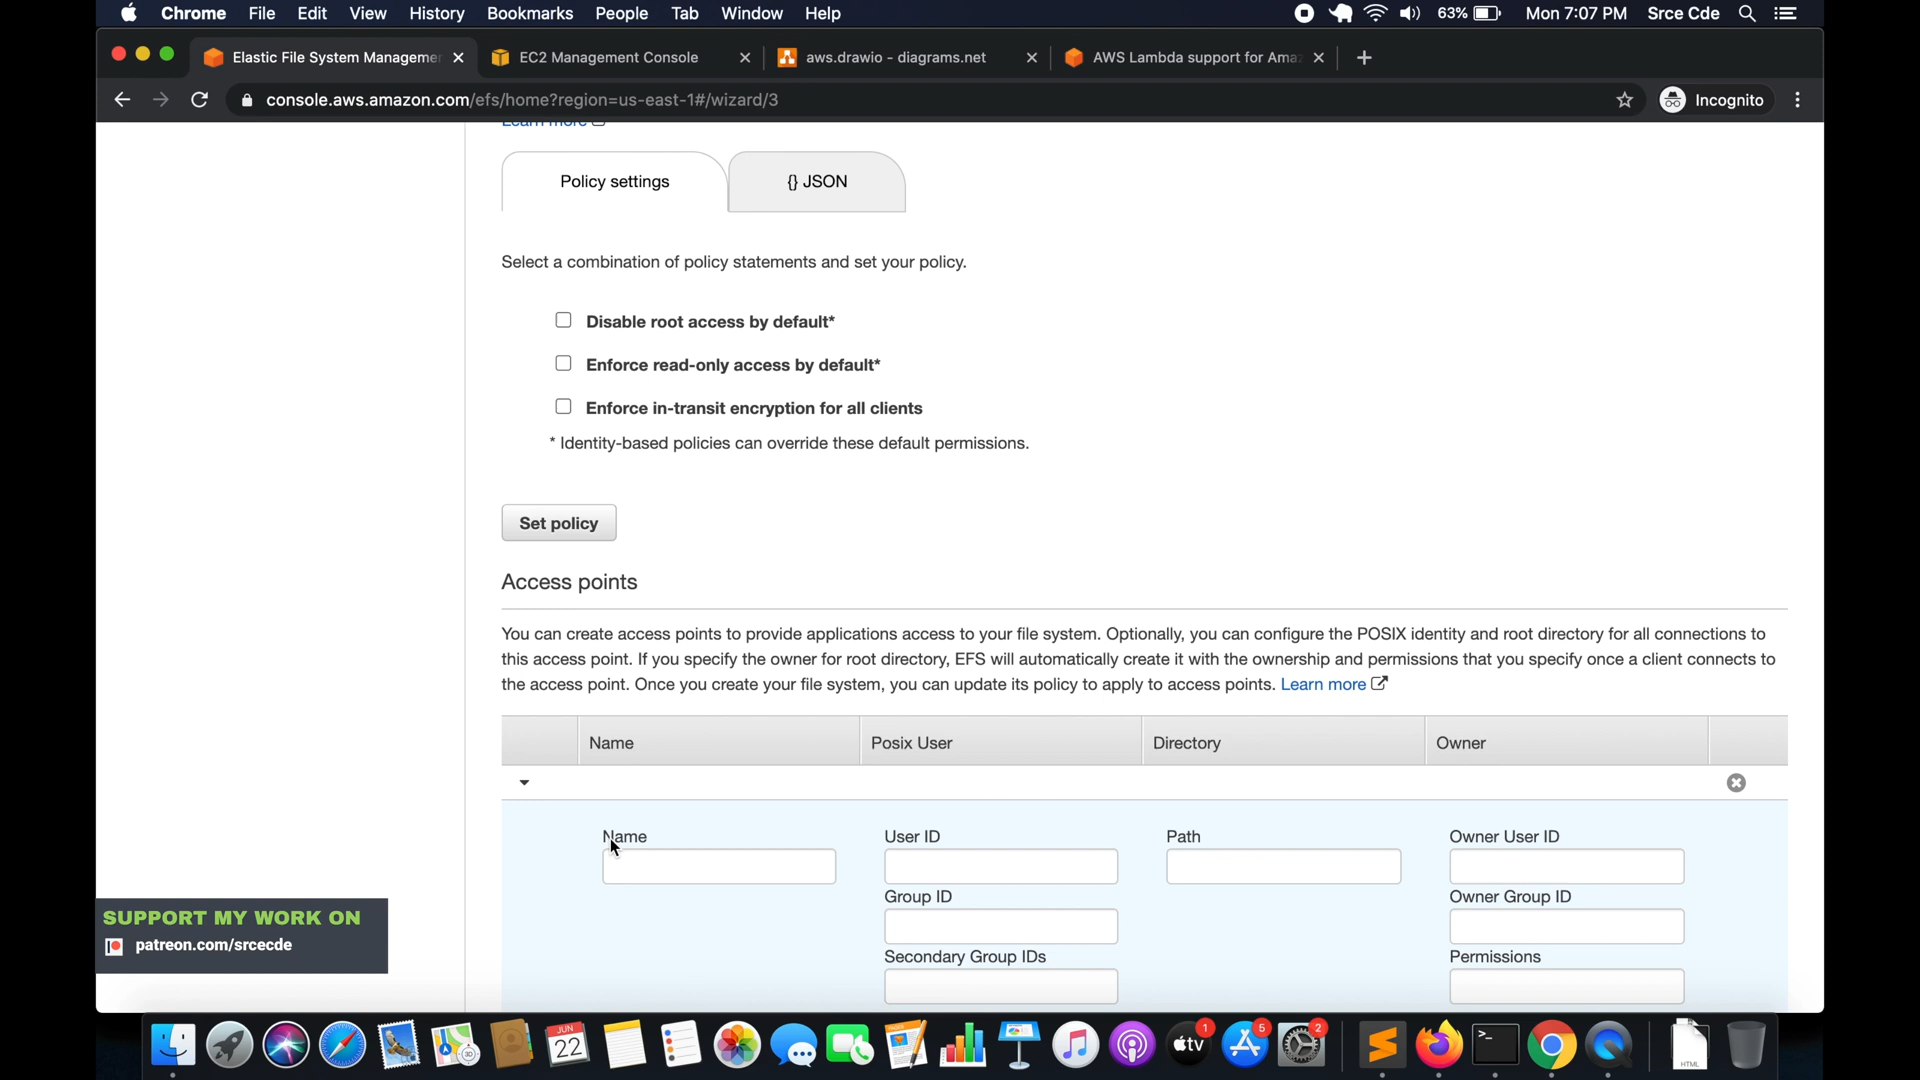 Chrome File Edit View History Bookmarks People Tab Window Help 63% Mon 7:07 PM Srce Cde
Elastic File System Manageme EC2 Management Console aws.drawio - diagrams.net AWS Lambda support for Ama
console.aws.amazon.com/efs/home?region=us-east-1#/wizard/3 Incognito
Learn more
Policy settings {} JSON
Select a combination of policy statements and set your policy.
Disable root access by default*
Enforce read-only access by default*
Enforce in-transit encryption for all clients
* Identity-based policies can override these default permissions.
Set policy
Access points
You can create access points to provide applications access to your file system. Optionally, you can configure the POSIX identity and root directory for all connections to
this access point. If you specify the owner for root directory, EFS will automatically create it with the ownership and permissions that you specify once a client connects to
the access point. Once you create your file system, you can update its policy to apply to access points. Learn more
Name Posix User Directory Owner
Name User ID Path Owner User ID
Group ID Owner Group ID
Secondary Group IDs Permissions
SUPPORT MY WORK ON
patreon.com/srcecde
JUN
22
tv 1 5 2
HTML